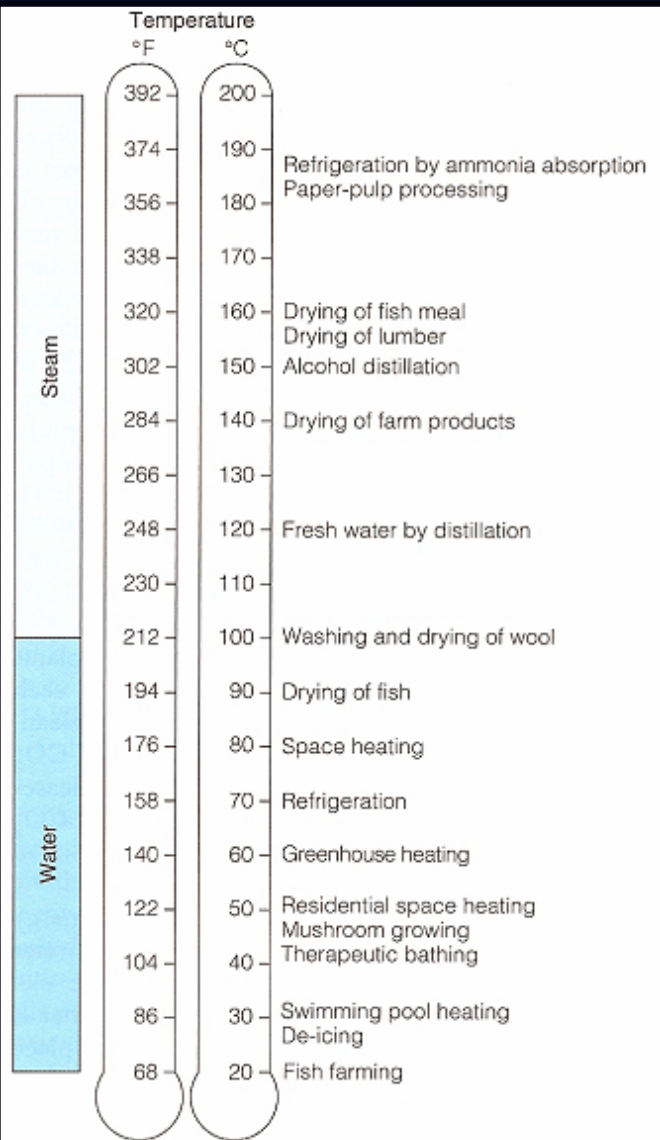 Temperature
°F °C
392 200
374 190
Refrigeration by ammonia absorption
Paper-pulp processing
356 180
338 170
320 160 Drying of fish meal
Drying of lumber
302 150 Alcohol distillation
284 140 Drying of farm products
266 130
248 120 Fresh water by distillation
230 110
212 100 Washing and drying of wool
194 90 Drying of fish
176 80 Space heating
158 70 Refrigeration
140 60 Greenhouse heating
122 50 Residential space heating
Mushroom growing
Therapeutic bathing
104 40
86 30 Swimming pool heating
De-icing
68 20 Fish farming
Steam
Water